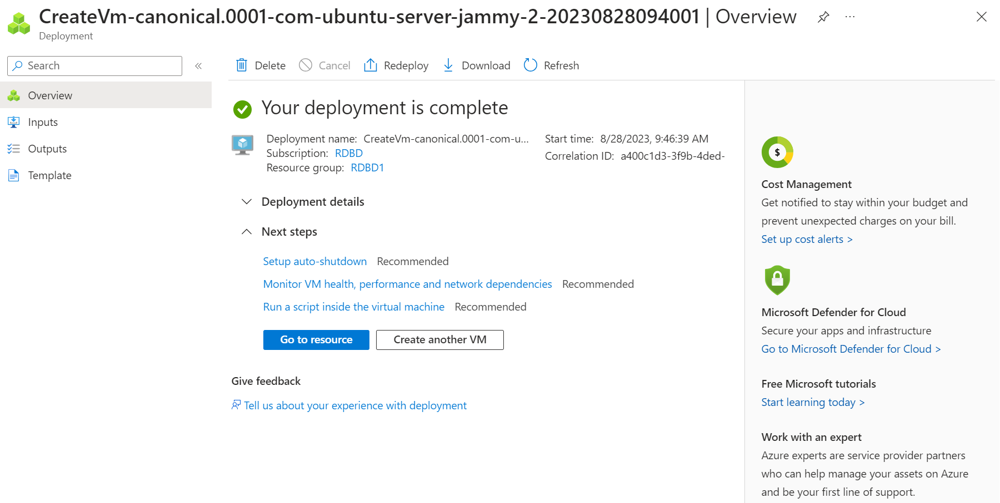 CreateVm-canonical.0001-com-ubuntu-server-jammy-2-20230828094001 | Overview
Deployment
Search
Overview
Inputs
Outputs
Template
Delete
Cancel
Redeploy
Download
Refresh
Your deployment is complete
Deployment name: CreateVm-canonical.0001-com-u...
Subscription: RDBD
Resource group: RDBD1
Start time: 8/28/2023, 9:46:39 AM
Correlation ID: a400c1d3-3f9b-4ded-
Deployment details
Next steps
Setup auto-shutdown Recommended
Monitor VM health, performance and network dependencies Recommended
Run a script inside the virtual machine Recommended
Go to resource
Create another VM
Give feedback
Tell us about your experience with deployment
$
Cost Management
Get notified to stay within your budget and
prevent unexpected charges on your bill.
Set up cost alerts >
Microsoft Defender for Cloud
Secure your apps and infrastructure
Go to Microsoft Defender for Cloud >
Free Microsoft tutorials
Start learning today >
Work with an expert
Azure experts are service provider partners
who can help manage your assets on Azure
and be your first line of support.